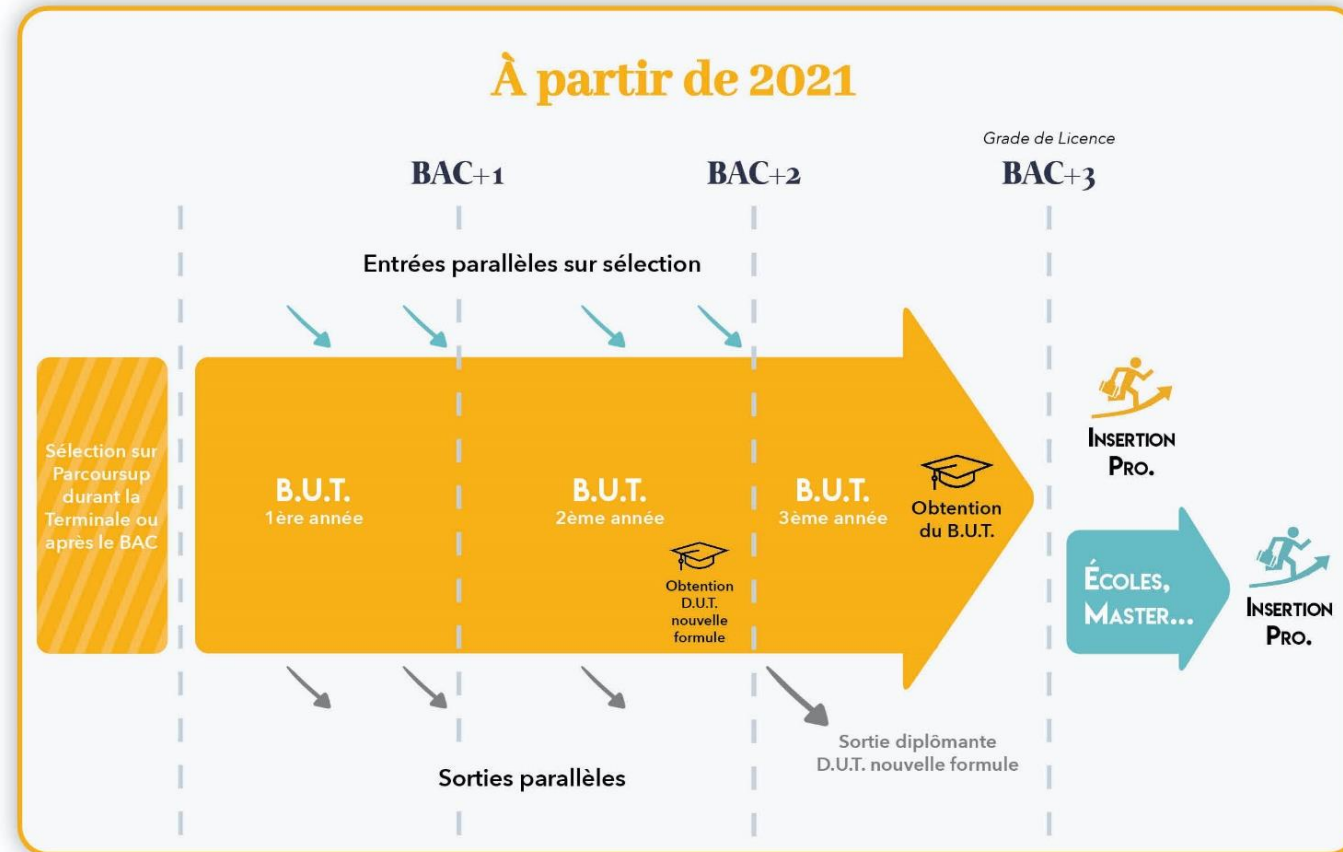 À partir de 2021
Grade de Licence
BAC+1
BAC+2
BAC+3
Entrées parallèles sur sélection
Sélection sur
Parcoursup
durant la
Terminale ou
après le BAC
B.U.T.
1ère année
B.U.T.
2ème année
Obtention
D.U.T.
nouvelle
formule
B.U.T.
3ème année
Obtention
du B.U.T.
INSERTION
PRO.
ÉCOLES,
MASTER...
INSERTION
PRO.
Sortie diplômante
D.U.T. nouvelle formule
Sorties parallèles